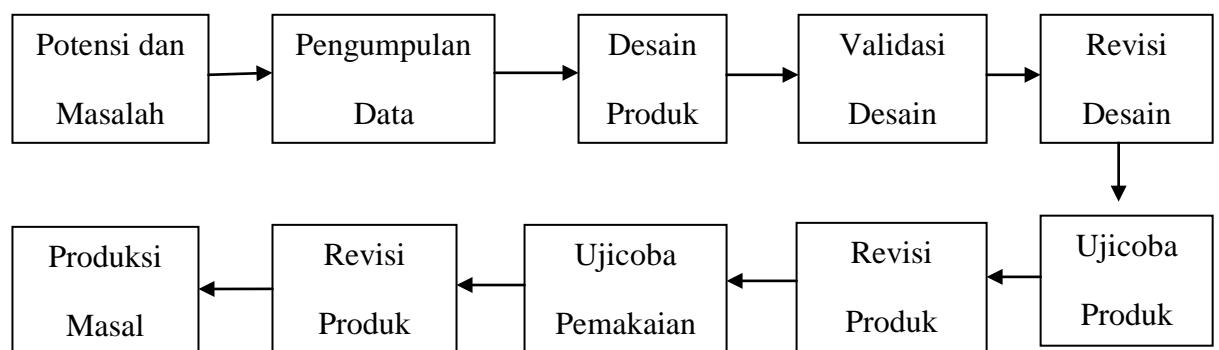 Potensi dan
Masalah
Pengumpulan
Data
Desain
Produk
Validasi
Desain
Revisi
Desain
Ujicoba
Produk
Revisi
Produk
Ujicoba
Pemakaian
Revisi
Produk
Produksi
Masal